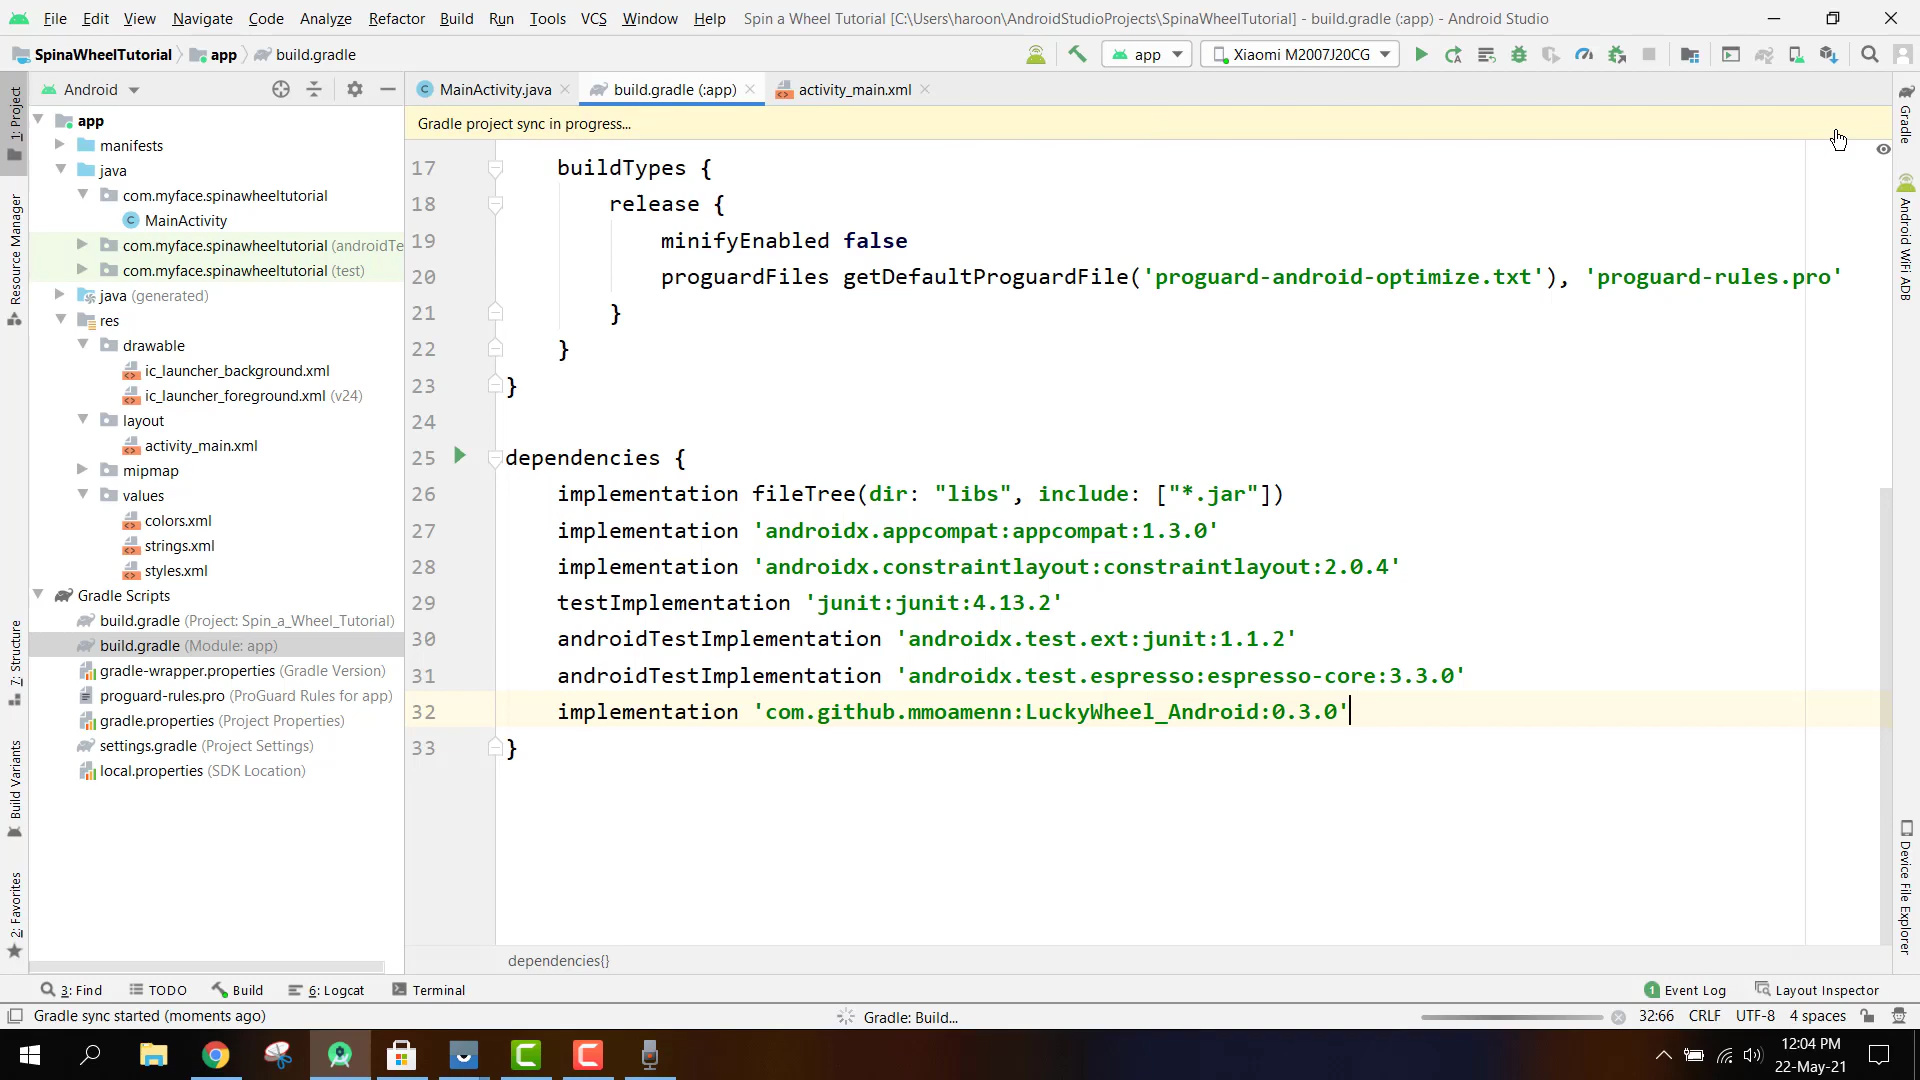 File Edit View Navigate Code Analyze Refactor Build Run Tools VCS Window Help Spin a Wheel Tutorial [C:\Users\haroon\AndroidStudioProjects\SpinaWheelTutorial] - build.gradle (:app) - Android Studio
SpinaWheelTutorial app build.gradle app Xiaomi M2007J20CG
Android MainActivity.java build.gradle (:app) activity_main.xml
Gradle project sync in progress...
1: Project
Resource Manager
7: Structure
Build Variants
2: Favorites
app
manifests
java
com.myface.spinawheeltutorial
MainActivity
com.myface.spinawheeltutorial (androidTe
com.myface.spinawheeltutorial (test)
java (generated)
res
drawable
ic_launcher_background.xml
ic_launcher_foreground.xml (v24)
layout
activity_main.xml
mipmap
values
colors.xml
strings.xml
styles.xml
Gradle Scripts
build.gradle (Project: Spin_a_Wheel_Tutorial)
build.gradle (Module: app)
gradle-wrapper.properties (Gradle Version)
proguard-rules.pro (ProGuard Rules for app)
gradle.properties (Project Properties)
settings.gradle (Project Settings)
local.properties (SDK Location)
17 buildTypes {
18 release {
19 minifyEnabled false
20 proguardFiles getDefaultProguardFile('proguard-android-optimize.txt'), 'proguard-rules.pro'
21 }
22 }
23 }
24
25 dependencies {
26 implementation fileTree(dir: "libs", include: ["*.jar"])
27 implementation 'androidx.appcompat:appcompat:1.3.0'
28 implementation 'androidx.constraintlayout:constraintlayout:2.0.4'
29 testImplementation 'junit:junit:4.13.2'
30 androidTestImplementation 'androidx.test.ext:junit:1.1.2'
31 androidTestImplementation 'androidx.test.espresso:espresso-core:3.3.0'
32 implementation 'com.github.mmoamenn:LuckyWheel_Android:0.3.0'
33 }
dependencies{}
Gradle
Android WiFi ADB
Device File Explorer
3: Find TODO Build 6: Logcat Terminal 1 Event Log Layout Inspector
Gradle sync started (moments ago) Gradle: Build... 32:66 CRLF UTF-8 4 spaces
12:04 PM
22-May-21